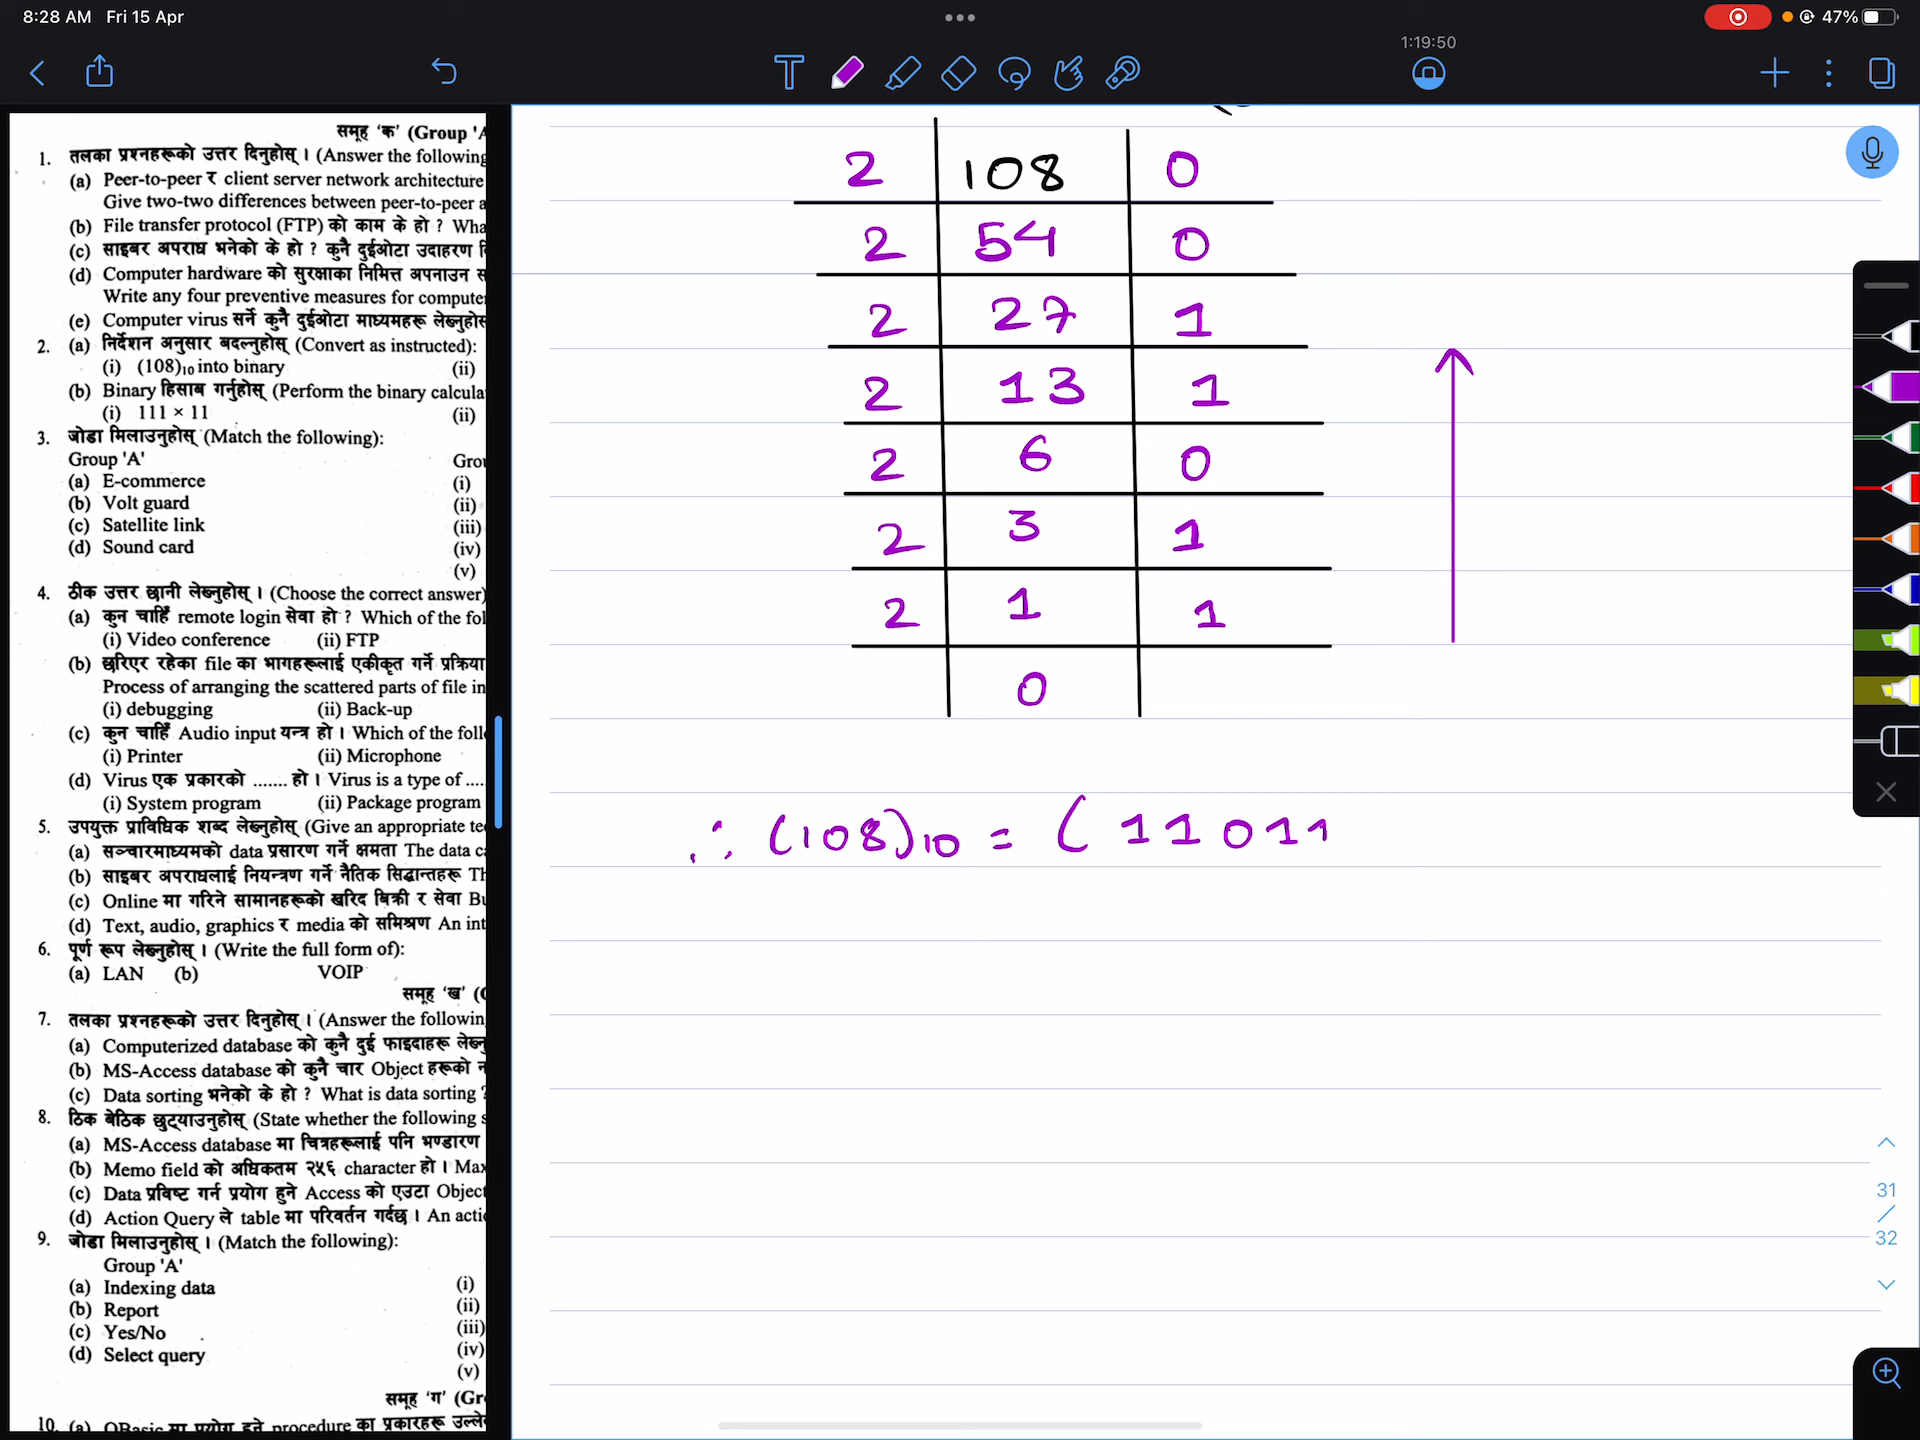 8:28 AM Fri 15 Apr
47%
1:19:50
समूह ‘क’ (Group 'A
1. तलका प्रश्नहरूको उत्तर दिनुहोस् । (Answer the following
(a) Peer-to-peer र client server network architecture
Give two-two differences between peer-to-peer a
(b) File transfer protocol (FTP) को काम के हो ? Wha
(c) साइबर अपराध भनेको के हो ? कुनै दुईओटा उदाहरण
(d) Computer hardware को सुरक्षाका निमित्त अपनाउन स
Write any four preventive measures for compute
(e) Computer virus सर्ने कुनै दुईओटा माध्यमहरू लेख्नुहोस
2. (a) निर्देशन अनुसार बदल्नुहोस् (Convert as instructed):
(i) (108)10 into binary (ii)
(b) Binary हिसाब गर्नुहोस् (Perform the binary calcula
(i) 111 × 11 (ii)
3. जोडा मिलाउनुहोस् (Match the following):
Group 'A' Grou
(a) E-commerce (i)
(b) Volt guard (ii)
(c) Satellite link (iii)
(d) Sound card (iv)
(v)
4. ठीक उत्तर छानी लेख्नुहोस् । (Choose the correct answer)
(a) कुन चाहिँ remote login सेवा हो ? Which of the fol
(i) Video conference (ii) FTP
(b) छरिएर रहेका file का भागहरूलाई एकीकृत गर्ने प्रक्रिया
Process of arranging the scattered parts of file in
(i) debugging (ii) Back-up
(c) कुन चाहिँ Audio input यन्त्र हो । Which of the foll
(i) Printer (ii) Microphone
(d) Virus एक प्रकारको ....... हो । Virus is a type of ....
(i) System program (ii) Package program
5. उपयुक्त प्राविधिक शब्द लेख्नुहोस् (Give an appropriate te
(a) सञ्चारमाध्यमको data प्रसारण गर्ने क्षमता The data c
(b) साइबर अपराधलाई नियन्त्रण गर्ने नैतिक सिद्धान्तहरू Th
(c) Online मा गरिने सामानहरूको खरिद बिक्री र सेवा Bu
(d) Text, audio, graphics र media को समिश्रण An int
6. पूर्ण रूप लेख्नुहोस् । (Write the full form of):
(a) LAN (b) VOIP
समूह ‘ख’ (G
7. तलका प्रश्नहरूको उत्तर दिनुहोस् । (Answer the followin
(a) Computerized database को कुनै दुई फाइदाहरू लेख्न
(b) MS-Access database को कुनै चार Object हरूको न
(c) Data sorting भनेको के हो ? What is data sorting ?
8. ठिक बेठिक छुट्याउनुहोस् (State whether the following s
(a) MS-Access database मा चित्रहरूलाई पनि भण्डारण
(b) Memo field को अधिकतम २५६ character हो । Max
(c) Data प्रविष्ट गर्न प्रयोग हुने Access को एउटा Object
(d) Action Query ले table मा परिवर्तन गर्दछ । An acti
9. जोडा मिलाउनुहोस् । (Match the following):
Group 'A'
(a) Indexing data (i)
(b) Report (ii)
(c) Yes/No (iii)
(d) Select query (iv)
(v)
समूह ‘ग’ (Gr
10. (a) QBasic मा प्रयोग हुने procedure का प्रकारहरू उल्ले
2 108 0
2 54 0
2 27 1
2 13 1
2 6 0
2 3 1
2 1 1
0
∴ (108)10 = ( 11011
31
/
32